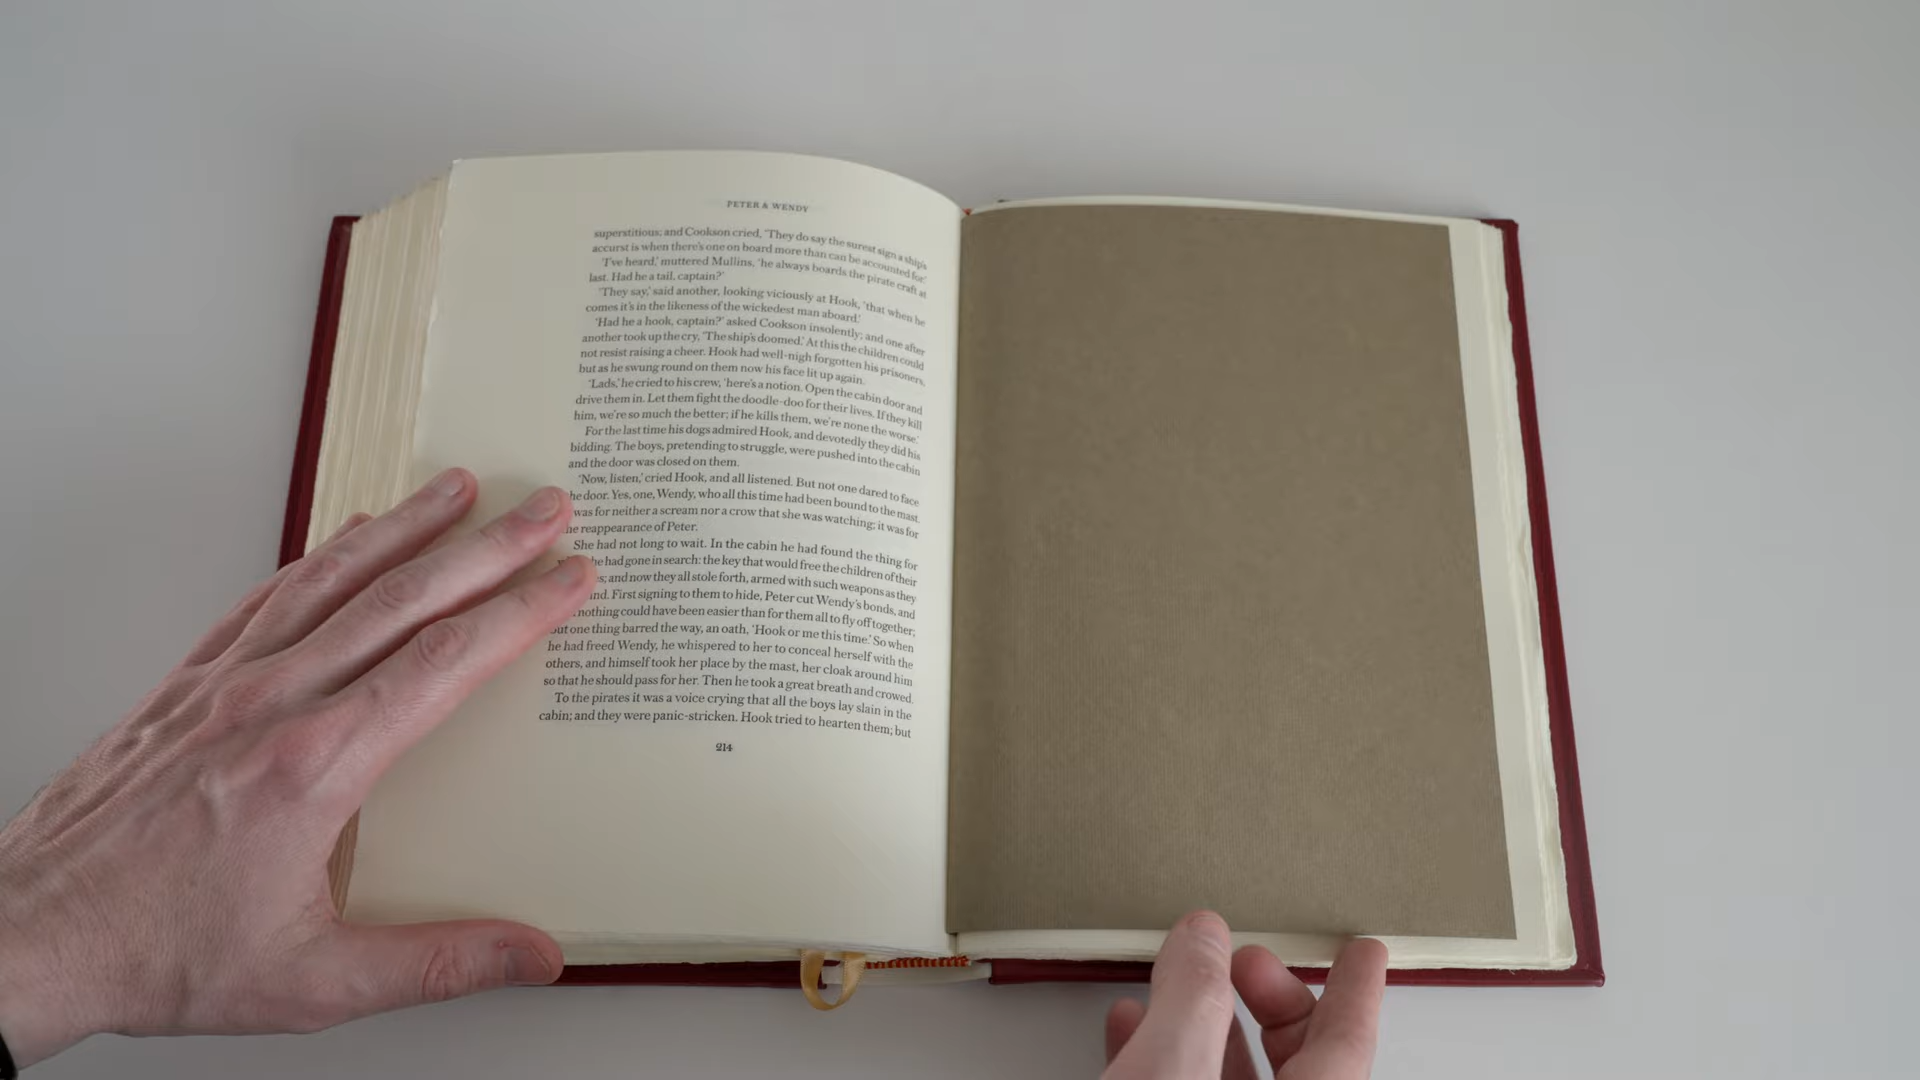 PETER & WENDY
superstitious; and Cookson cried, 'They do say the surest sign a ship's
accurst is when there's one on board more than can be accounted for.'
'I've heard,' muttered Mullins, 'he always boards the pirate craft at
last. Had he a tail, captain?'
'They say,' said another, looking viciously at Hook, 'that when he
comes it's in the likeness of the wickedest man aboard.'
'Had he a hook, captain?' asked Cookson insolently; and one after
another took up the cry, 'The ship's doomed.' At this the children could
not resist raising a cheer. Hook had well-nigh forgotten his prisoners,
but as he swung round on them now his face lit up again.
'Lads,' he cried to his crew, 'here's a notion. Open the cabin door and
drive them in. Let them fight the doodle-doo for their lives. If they kill
him, we're so much the better; if he kills them, we're none the worse.'
For the last time his dogs admired Hook, and devotedly they did his
bidding. The boys, pretending to struggle, were pushed into the cabin
and the door was closed on them.
'Now, listen,' cried Hook, and all listened. But not one dared to face
he door. Yes, one, Wendy, who all this time had been bound to the mast.
was for neither a scream nor a crow that she was watching; it was for
he reappearance of Peter.
She had not long to wait. In the cabin he had found the thing for
he had gone in search: the key that would free the children of their
s; and now they all stole forth, armed with such weapons as they
nd. First signing to them to hide, Peter cut Wendy's bonds, and
nothing could have been easier than for them all to fly off together;
out one thing barred the way, an oath, 'Hook or me this time.' So when
he had freed Wendy, he whispered to her to conceal herself with the
others, and himself took her place by the mast, her cloak around him
so that he should pass for her. Then he took a great breath and crowed.
To the pirates it was a voice crying that all the boys lay slain in the
cabin; and they were panic-stricken. Hook tried to hearten them; but
214